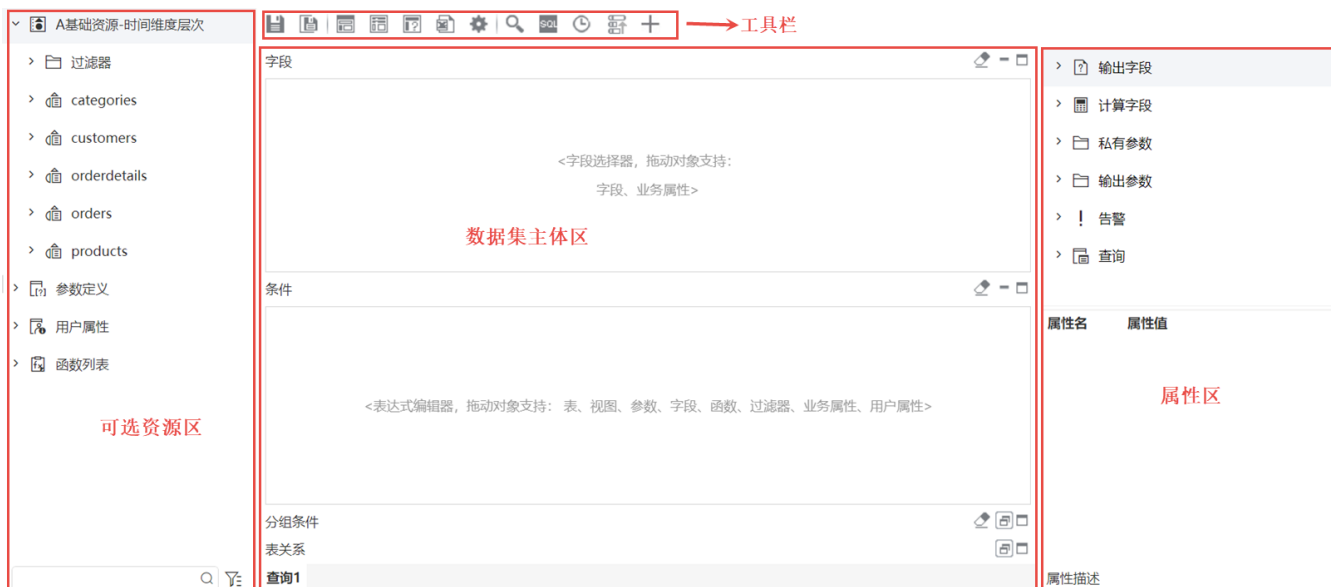 A基础资源-时间维度层次
过滤器
categories
customers
orderdetails
orders
products
参数定义
用户属性
函数列表
可选资源区
SQL
工具栏
字段
<字段选择器，拖动对象支持：
字段、业务属性>
数据集主体区
条件
<表达式编辑器，拖动对象支持： 表、视图、参数、字段、函数、过滤器、业务属性、用户属性>
分组条件
表关系
查询1
输出字段
计算字段
私有参数
输出参数
告警
查询
属性名 属性值
属性区
属性描述